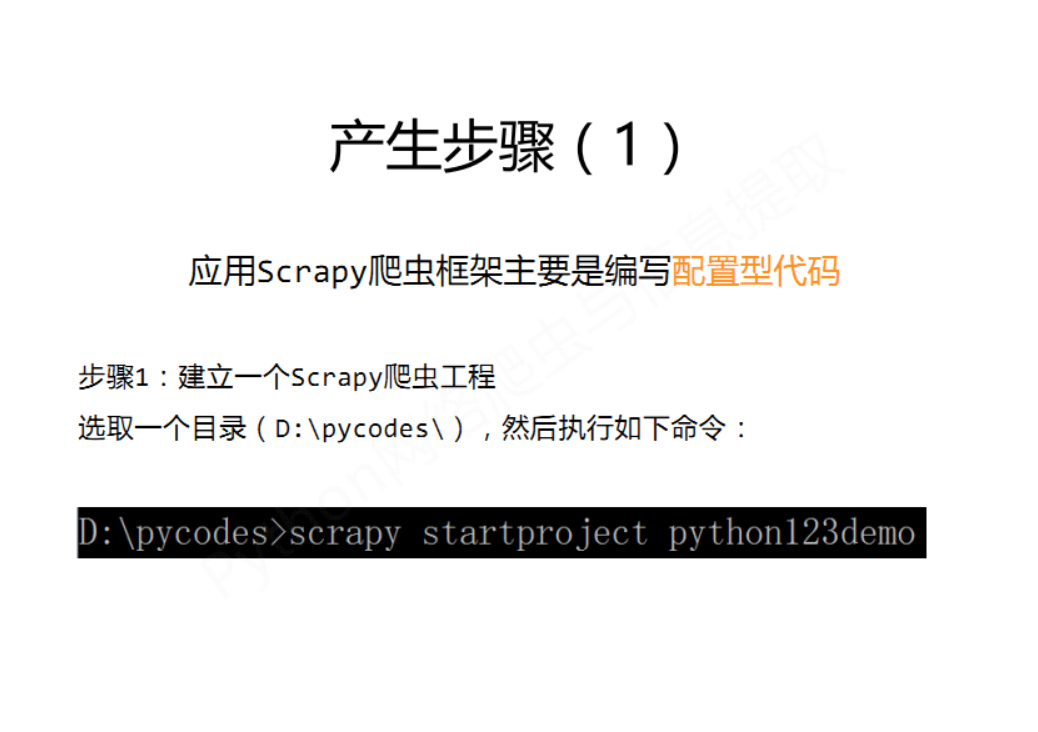 产生步骤（1）
应用Scrapy爬虫框架主要是编写配置型代码
步骤1：建立一个Scrapy爬虫工程
选取一个目录（D:\pycodes\），然后执行如下命令：
D:\pycodes>scrapy startproject python123demo
Python网络爬虫与信息提取